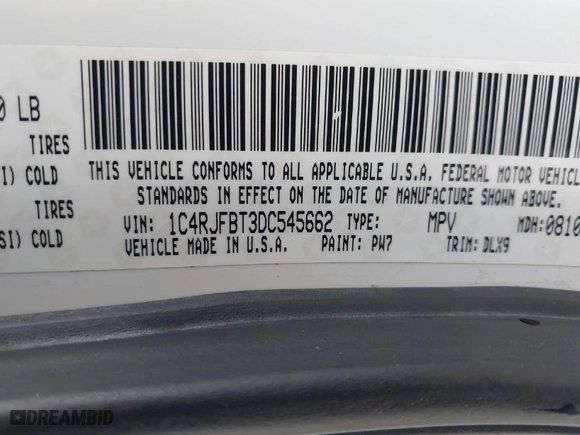 0 LB
TIRES
I) COLD
TIRES
SI) COLD
THIS VEHICLE CONFORMS TO ALL APPLICABLE U.S.A. FEDERAL MOTOR VEHICL
STANDARDS IN EFFECT ON THE DATE OF MANUFACTURE SHOWN ABOVE.
VIN: 1C4RJFBT3DC545662 TYPE: MPV MDH:0810
VEHICLE MADE IN U.S.A. PAINT: PW7 TRIM: DLX9
DREAMBID